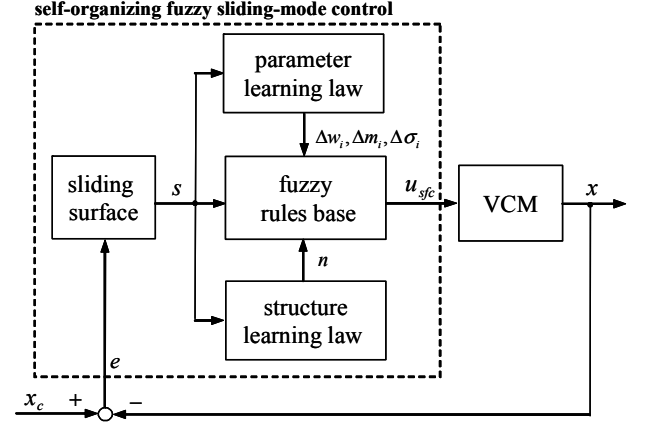 self-organizing fuzzy sliding-mode control
parameter
learning law
Δw_i, Δm_i, Δσ_i
sliding
surface
s
fuzzy
rules base
u_sfc
VCM
x
n
structure
learning law
e
x_c + −